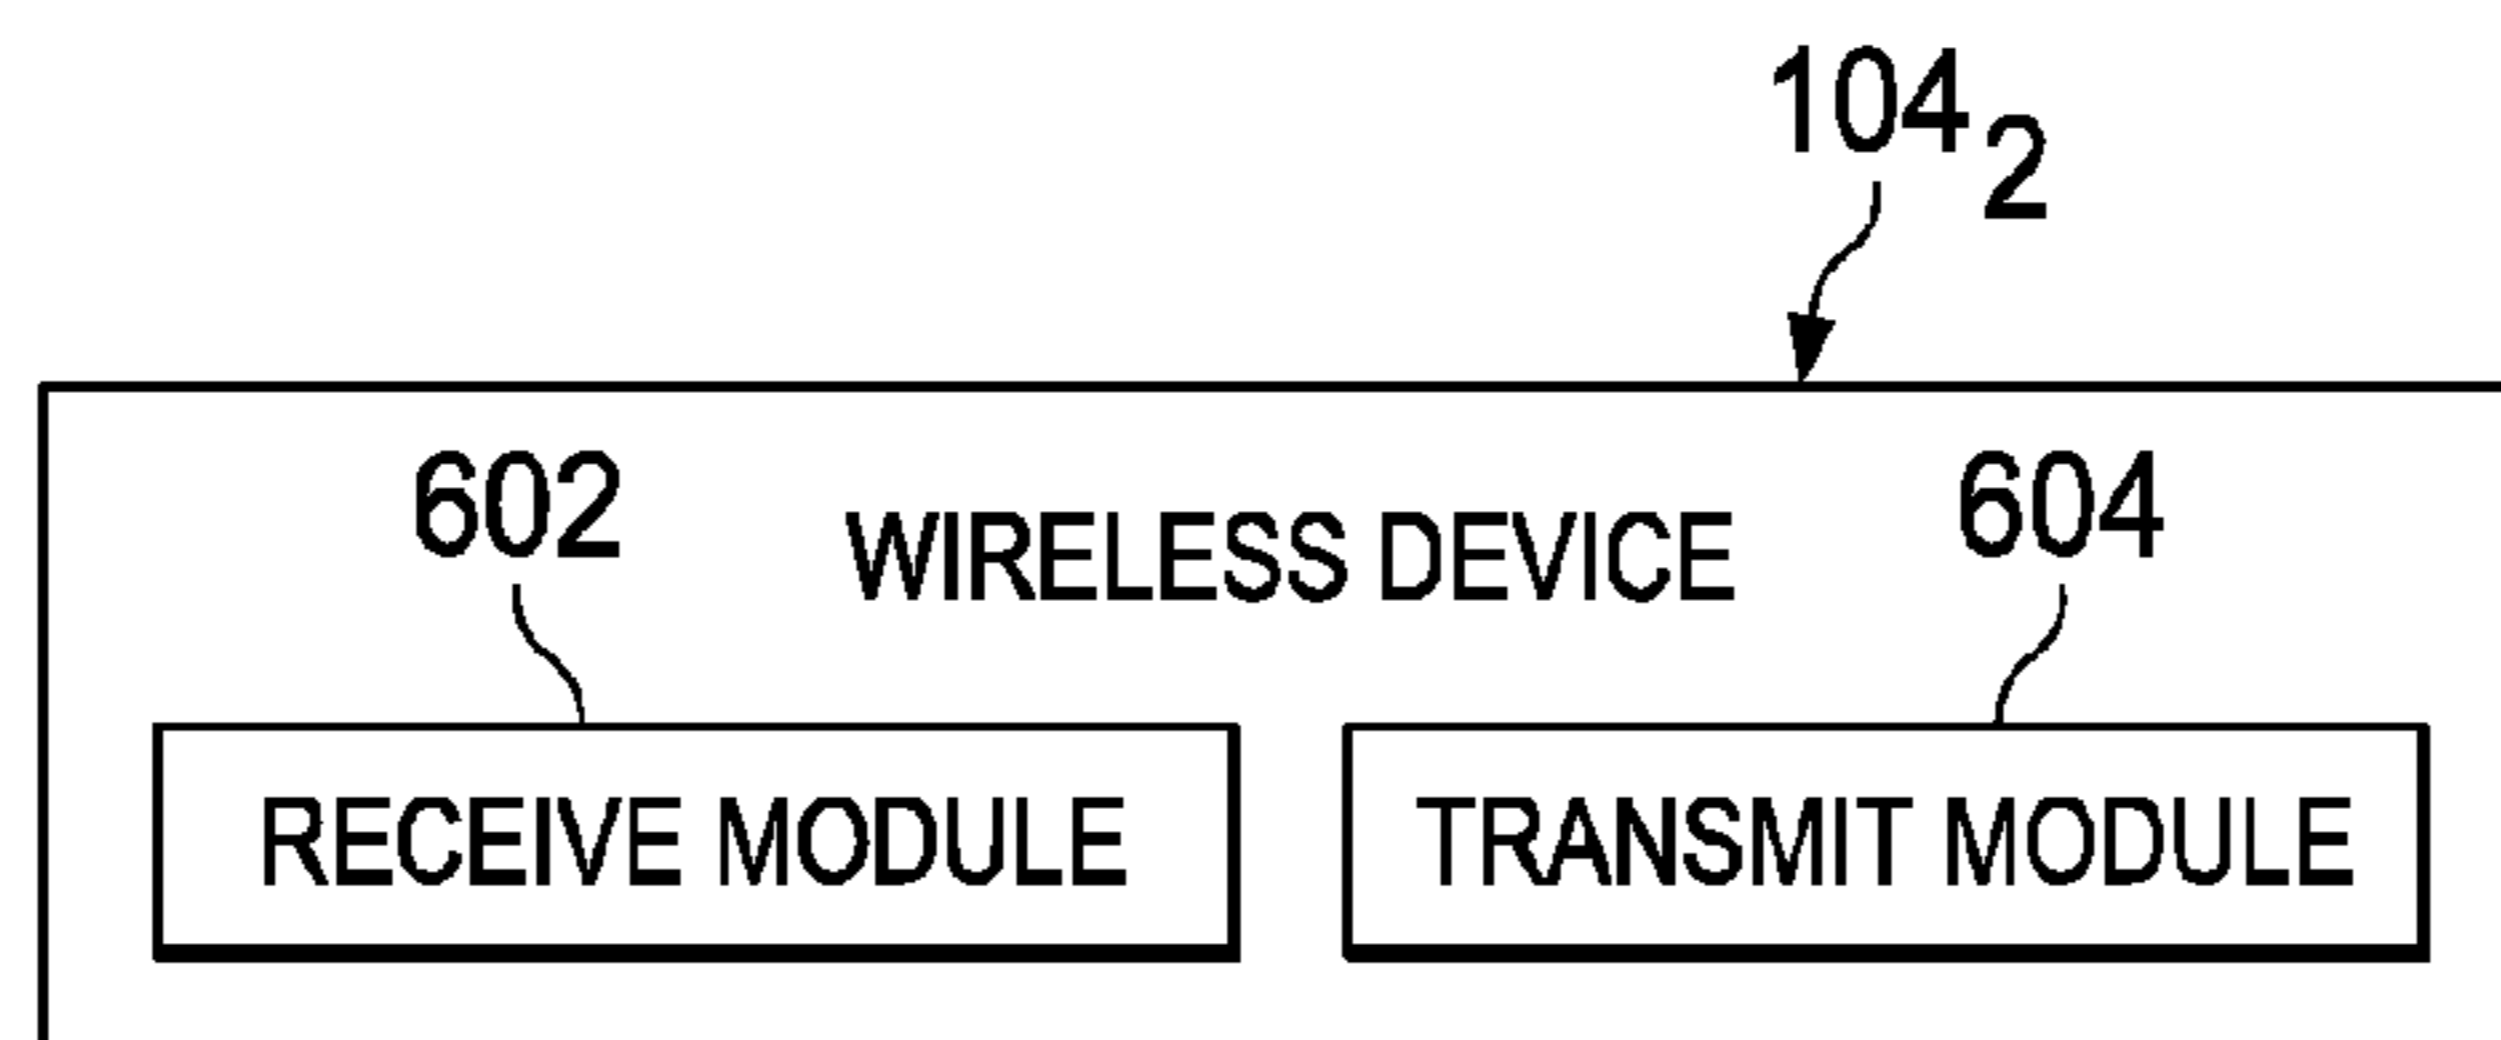 104₂
602
WIRELESS DEVICE
604
RECEIVE MODULE
TRANSMIT MODULE